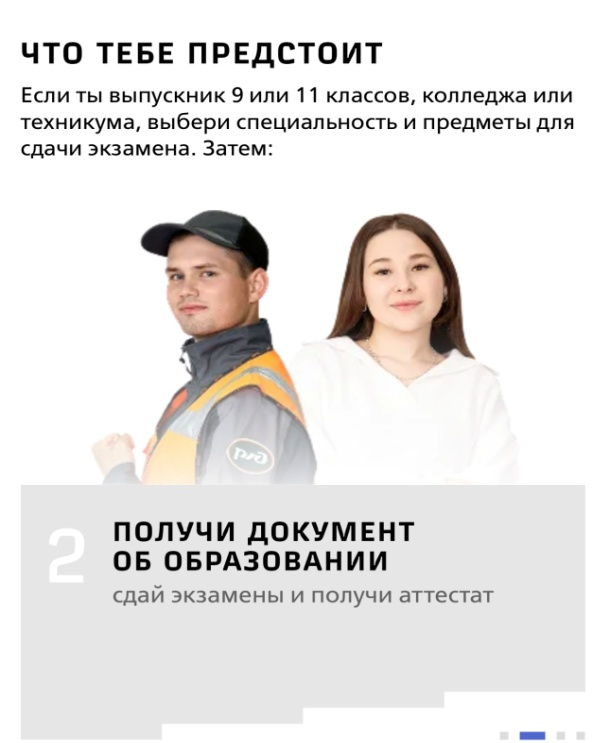 ЧТО ТЕБЕ ПРЕДСТОИТ
Если ты выпускник 9 или 11 классов, колледжа или
техникума, выбери специальность и предметы для
сдачи экзамена. Затем:
2
ПОЛУЧИ ДОКУМЕНТ
ОБ ОБРАЗОВАНИИ
сдай экзамены и получи аттестат